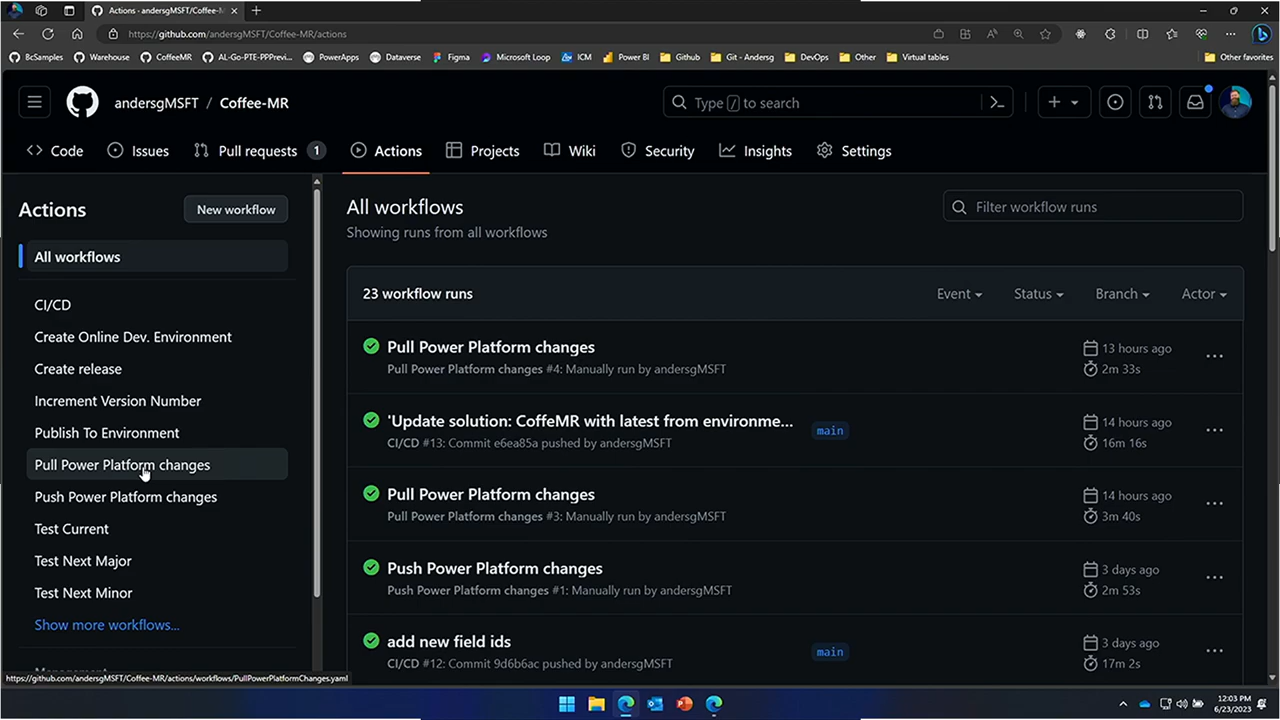 Actions - andersgMSFT/Coffee-M
https://github.com/andersgMSFT/Coffee-MR/actions
BcSamples
Warehouse
CoffeeMR
AL-Go-PTE-PPPrevi...
PowerApps
Dataverse
Figma
Microsoft Loop
ICM
Power BI
Github
Git - Andersg
DevOps
Other
Virtual tables
Other favorites
andersgMSFT / Coffee-MR
Type / to search
Code
Issues
Pull requests 1
Actions
Projects
Wiki
Security
Insights
Settings
Actions
New workflow
All workflows
CI/CD
Create Online Dev. Environment
Create release
Increment Version Number
Publish To Environment
Pull Power Platform changes
Push Power Platform changes
Test Current
Test Next Major
Test Next Minor
Show more workflows...
Management
https://github.com/andersgMSFT/Coffee-MR/actions/workflows/PullPowerPlatformChanges.yaml
All workflows
Showing runs from all workflows
Filter workflow runs
23 workflow runs
Event
Status
Branch
Actor
Pull Power Platform changes
Pull Power Platform changes #4: Manually run by andersgMSFT
13 hours ago
2m 33s
'Update solution: CoffeMR with latest from environme...
CI/CD #13: Commit e6ea85a pushed by andersgMSFT
main
14 hours ago
16m 16s
Pull Power Platform changes
Pull Power Platform changes #3: Manually run by andersgMSFT
14 hours ago
3m 40s
Push Power Platform changes
Push Power Platform changes #1: Manually run by andersgMSFT
3 days ago
2m 53s
add new field ids
CI/CD #12: Commit 9d6b6ac pushed by andersgMSFT
main
3 days ago
17m 2s
12:03 PM
6/23/2023